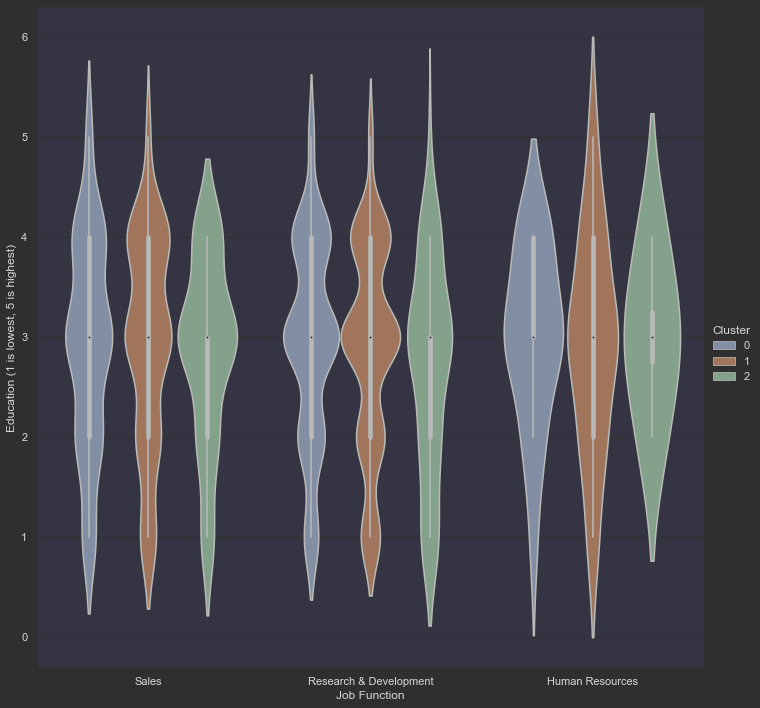 6
5
4
3
2
1
0
Education (1 is lowest, 5 is highest)
Sales
Research & Development
Human Resources
Job Function
Cluster
0
1
2